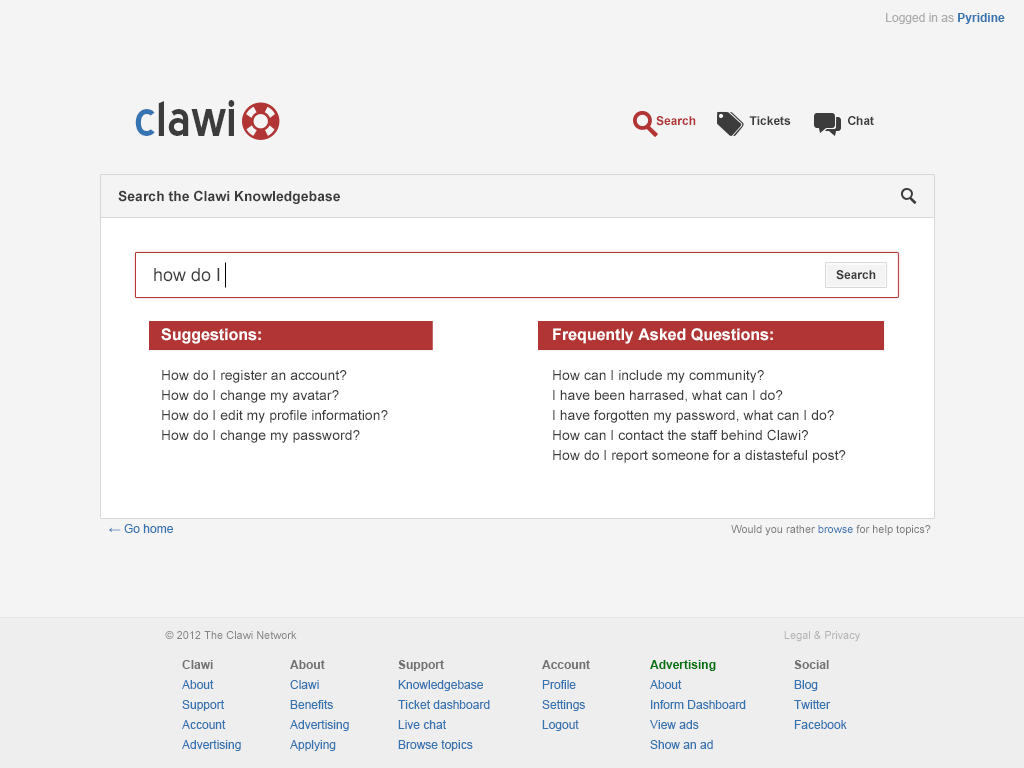 Logged in as Pyridine
clawi
Search
Tickets
Chat
Search the Clawi Knowledgebase
how do I
Search
Suggestions:
How do I register an account?
How do I change my avatar?
How do I edit my profile information?
How do I change my password?
Frequently Asked Questions:
How can I include my community?
I have been harrased, what can I do?
I have forgotten my password, what can I do?
How can I contact the staff behind Clawi?
How do I report someone for a distasteful post?
← Go home
Would you rather browse for help topics?
© 2012 The Clawi Network
Legal & Privacy
Clawi
About
Support
Account
Advertising
About
Clawi
Benefits
Advertising
Applying
Support
Knowledgebase
Ticket dashboard
Live chat
Browse topics
Account
Profile
Settings
Logout
Advertising
About
Inform Dashboard
View ads
Show an ad
Social
Blog
Twitter
Facebook